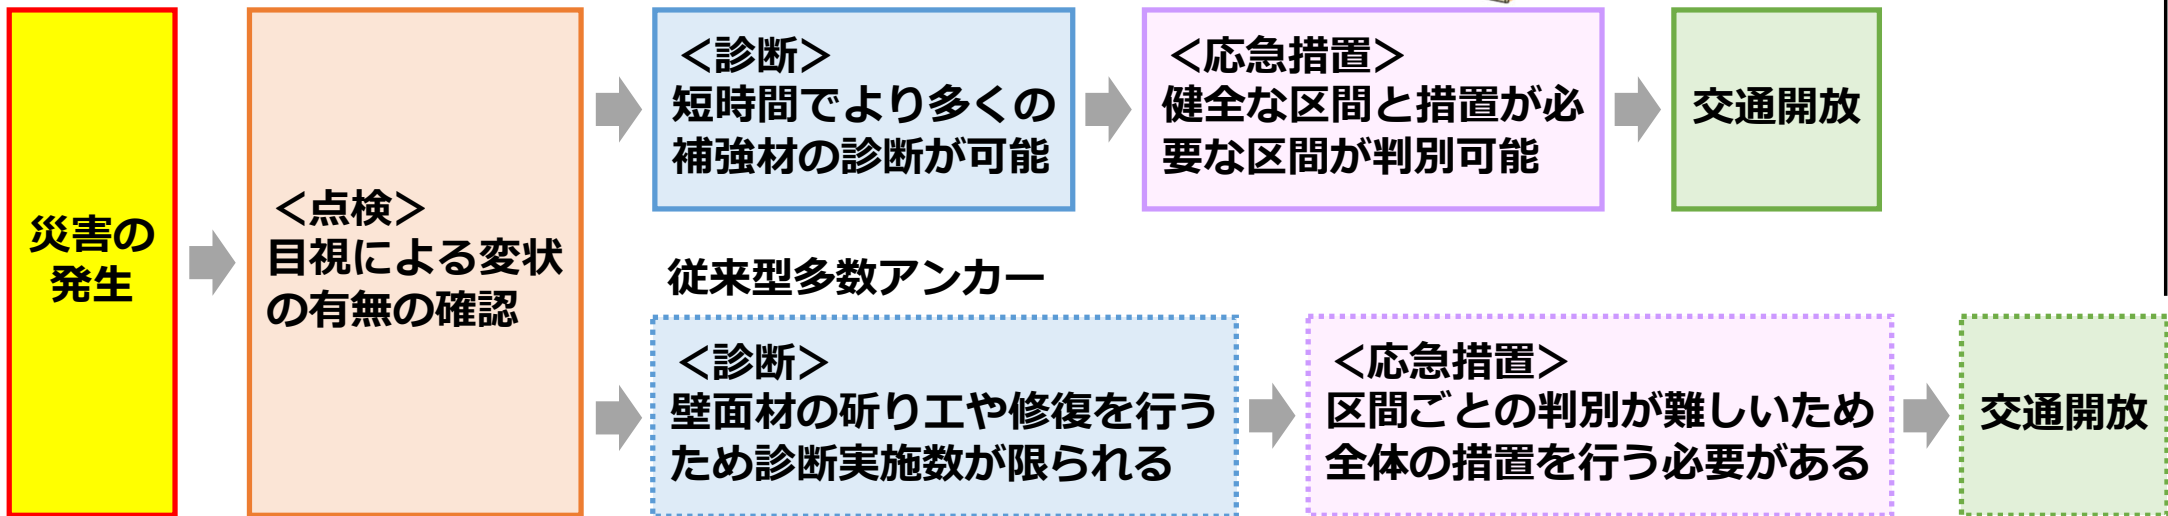 災害の
発生
＜点検＞
目視による変状
の有無の確認
＜診断＞
短時間でより多くの
補強材の診断が可能
＜応急措置＞
健全な区間と措置が必
要な区間が判別可能
交通開放
従来型多数アンカー
＜診断＞
壁面材の斫り工や修復を行う
ため診断実施数が限られる
＜応急措置＞
区間ごとの判別が難しいため
全体の措置を行う必要がある
交通開放